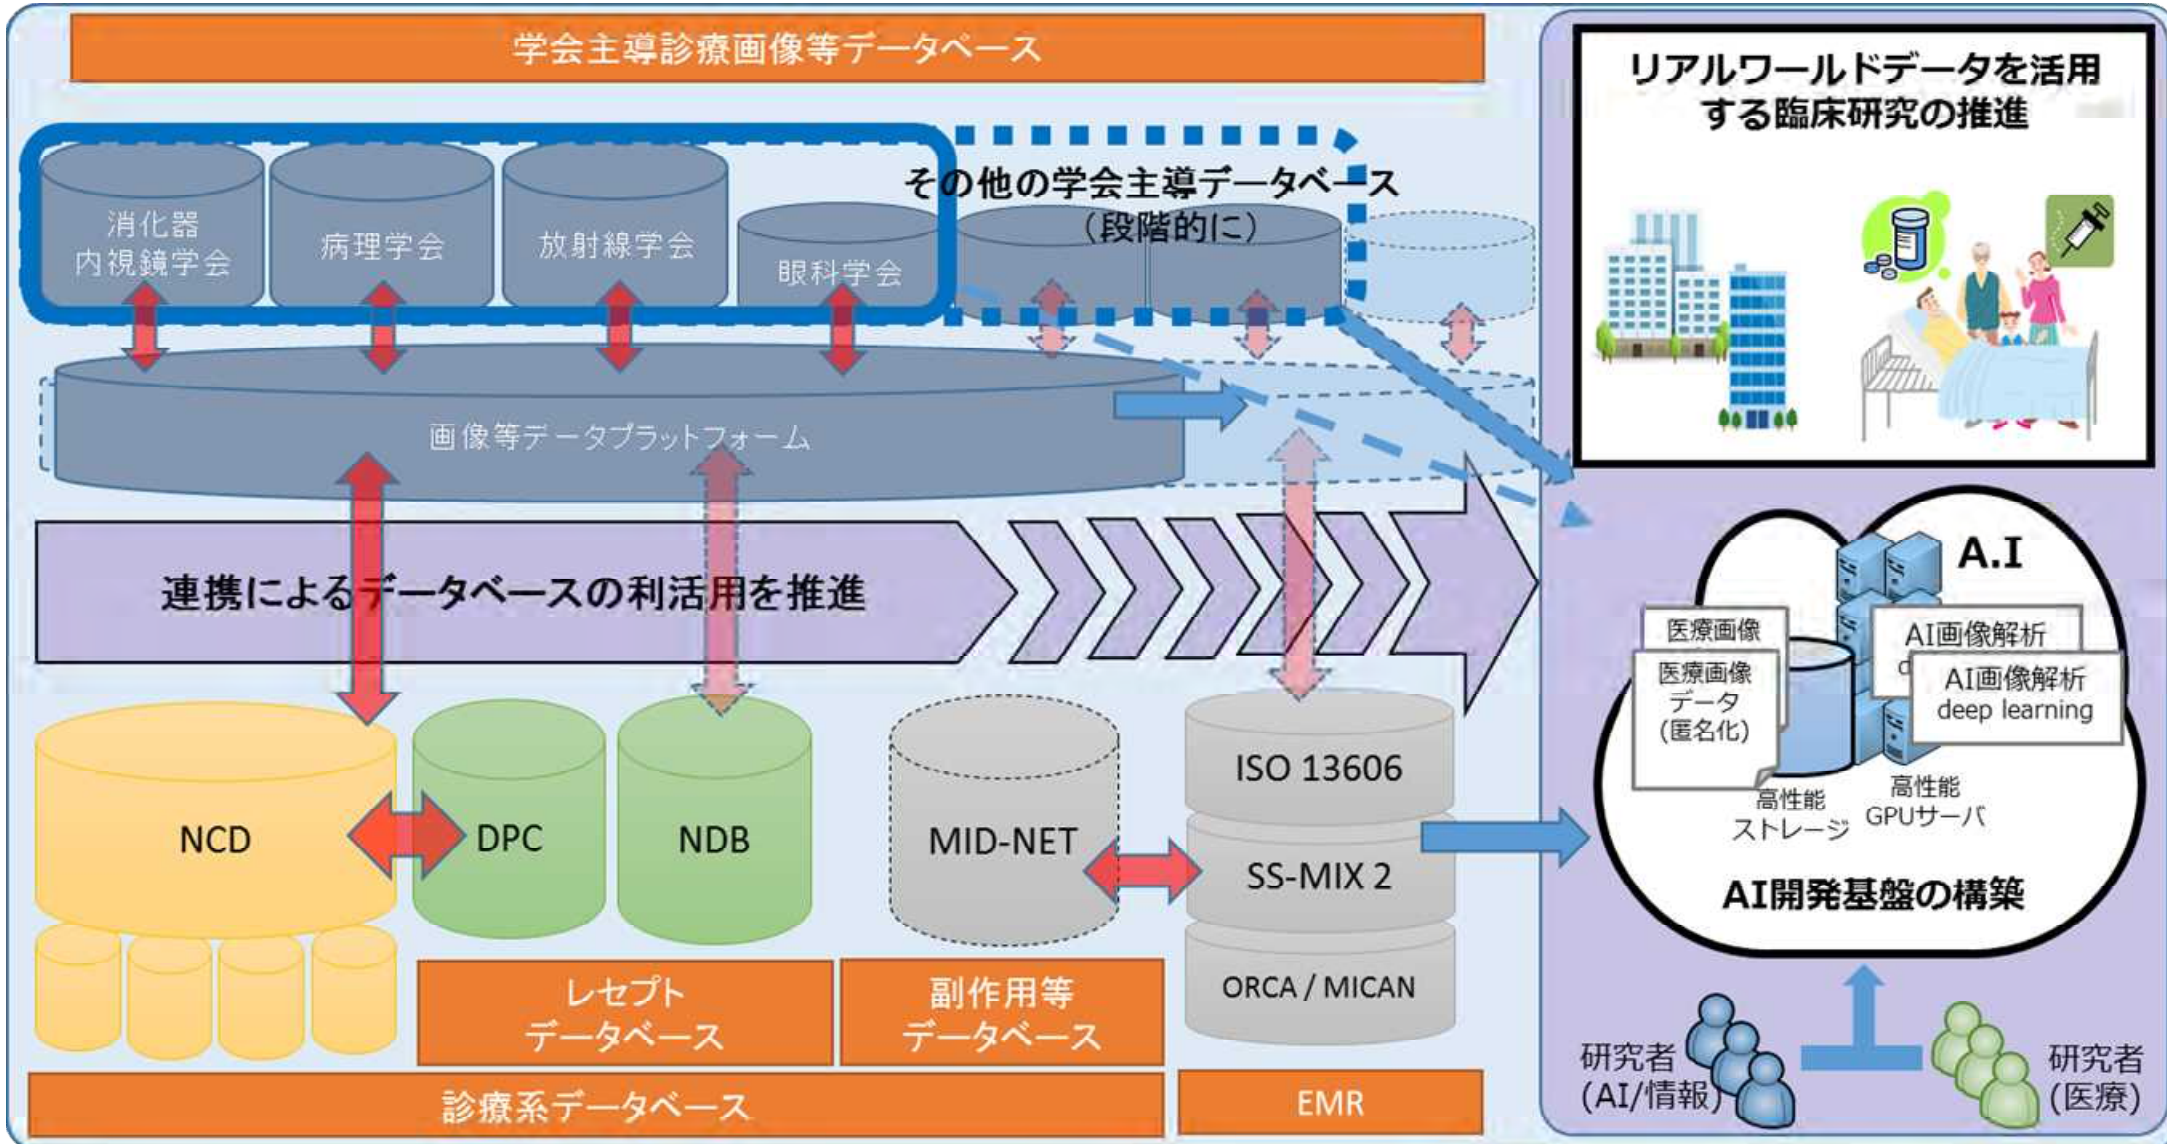 学会主導診療画像等データベース
消化器
内視鏡学会
病理学会
放射線学会
眼科学会
その他の学会主導データベース
(段階的に)
画像等データプラットフォーム
連携によるデータベースの利活用を推進
NCD
DPC
NDB
MID-NET
ISO 13606
SS-MIX 2
ORCA / MICAN
レセプト
データベース
副作用等
データベース
診療系データベース
EMR
リアルワールドデータを活用
する臨床研究の推進
A.I
医療画像
医療画像
データ
(匿名化)
AI画像解析
d
AI画像解析
deep learning
高性能
ストレージ
高性能
GPUサーバ
AI開発基盤の構築
研究者
(AI/情報)
研究者
(医療)